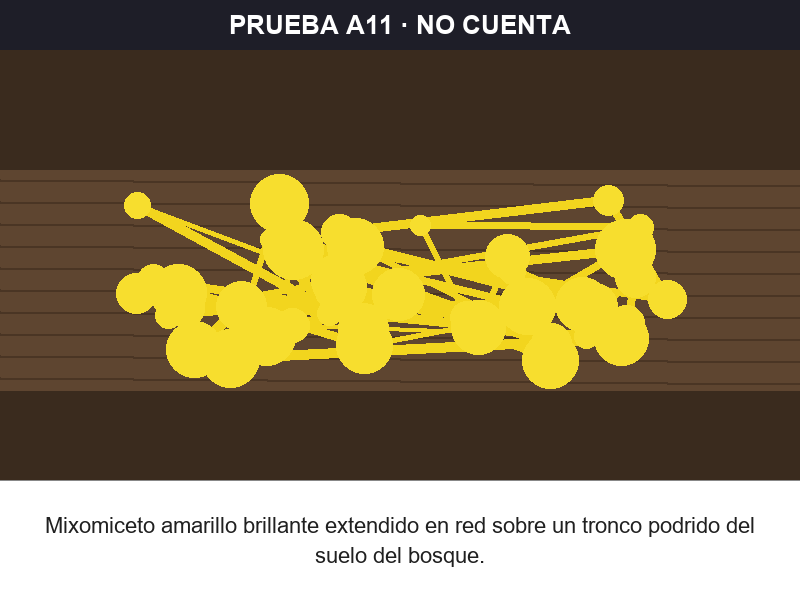 PRUEBA A11 · NO CUENTA
Mixomiceto amarillo brillante extendido en red sobre un tronco podrido del
suelo del bosque.